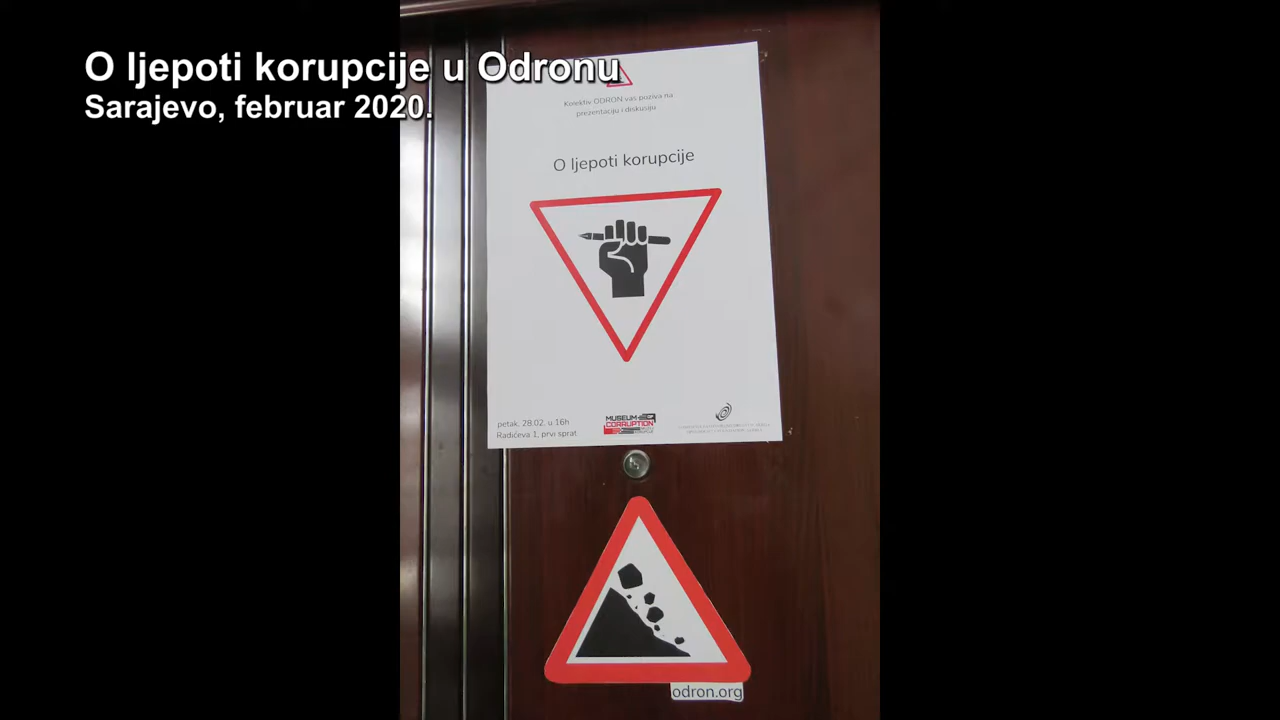 O ljepoti korupcije u Odronu
Sarajevo, februar 2020.
Kolektiv ODRON vas poziva na
prezentaciju i diskusiju
O ljepoti korupcije
petak, 28.02. u 16h
Radićeva 1, prvi sprat
MUSEUM
CORRUPTION
odron.org